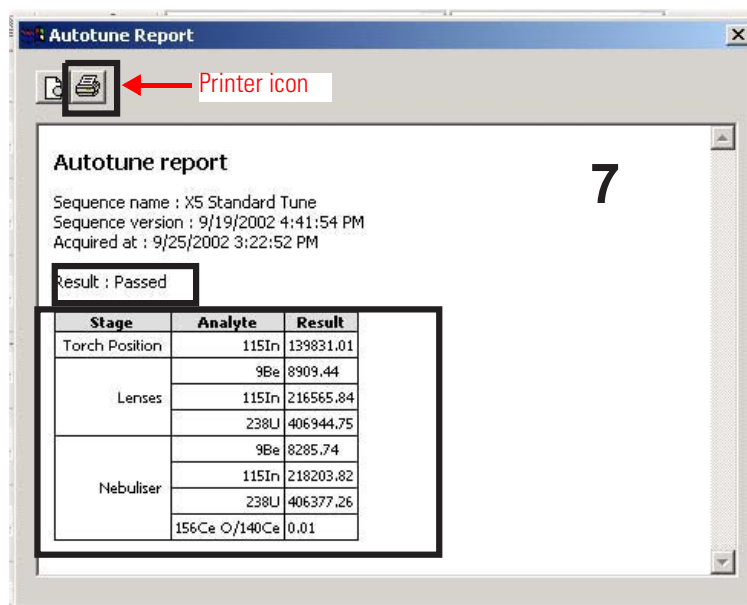 Autotune Report
Printer icon
Autotune report
7
Sequence name : X5 Standard Tune
Sequence version : 9/19/2002 4:41:54 PM
Acquired at : 9/25/2002 3:22:52 PM
Result : Passed
Stage Analyte Result
Torch Position 115In 139831.01
9Be 8909.44
Lenses 115In 216565.84
238U 406944.75
9Be 8285.74
Nebuliser 115In 218203.82
238U 406377.26
156Ce O/140Ce 0.01